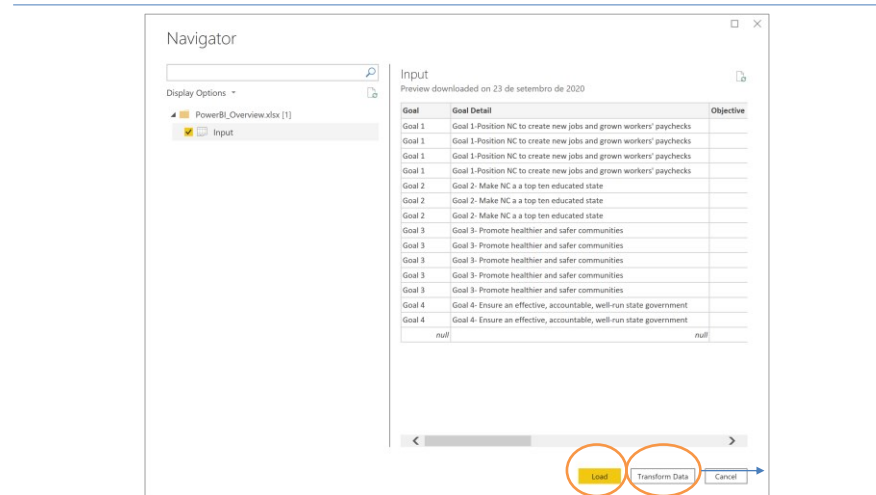 Navigator
Display Options
PowerBI_Overview.xlsx [1]
Input
Input
Preview downloaded on 23 de setembro de 2020
Goal Goal Detail Objective
Goal 1 Goal 1-Position NC to create new jobs and grown workers' paychecks
Goal 1 Goal 1-Position NC to create new jobs and grown workers' paychecks
Goal 1 Goal 1-Position NC to create new jobs and grown workers' paychecks
Goal 1 Goal 1-Position NC to create new jobs and grown workers' paychecks
Goal 2 Goal 2- Make NC a a top ten educated state
Goal 2 Goal 2- Make NC a a top ten educated state
Goal 2 Goal 2- Make NC a a top ten educated state
Goal 3 Goal 3- Promote healthier and safer communities
Goal 3 Goal 3- Promote healthier and safer communities
Goal 3 Goal 3- Promote healthier and safer communities
Goal 3 Goal 3- Promote healthier and safer communities
Goal 3 Goal 3- Promote healthier and safer communities
Goal 4 Goal 4- Ensure an effective, accountable, well-run state government
Goal 4 Goal 4- Ensure an effective, accountable, well-run state government
null null
Load Transform Data Cancel